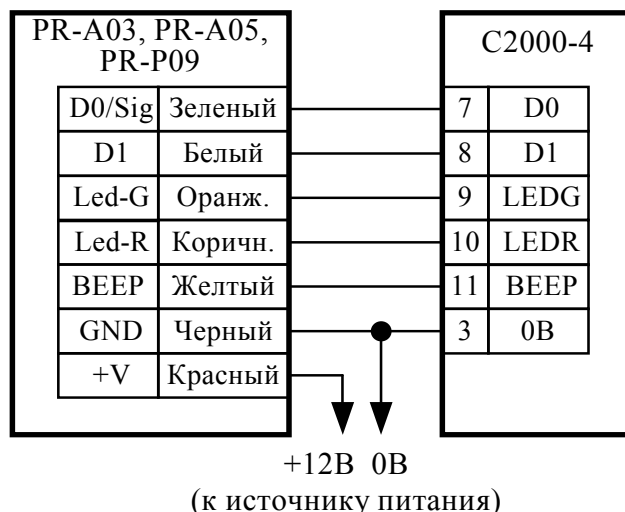 PR-A03, PR-A05,
PR-P09
С2000-4
D0/Sig Зеленый 7 D0
D1 Белый 8 D1
Led-G Оранж. 9 LEDG
Led-R Коричн. 10 LEDR
BEEP Желтый 11 BEEP
GND Черный 3 0В
+V Красный
+12В 0В
(к источнику питания)